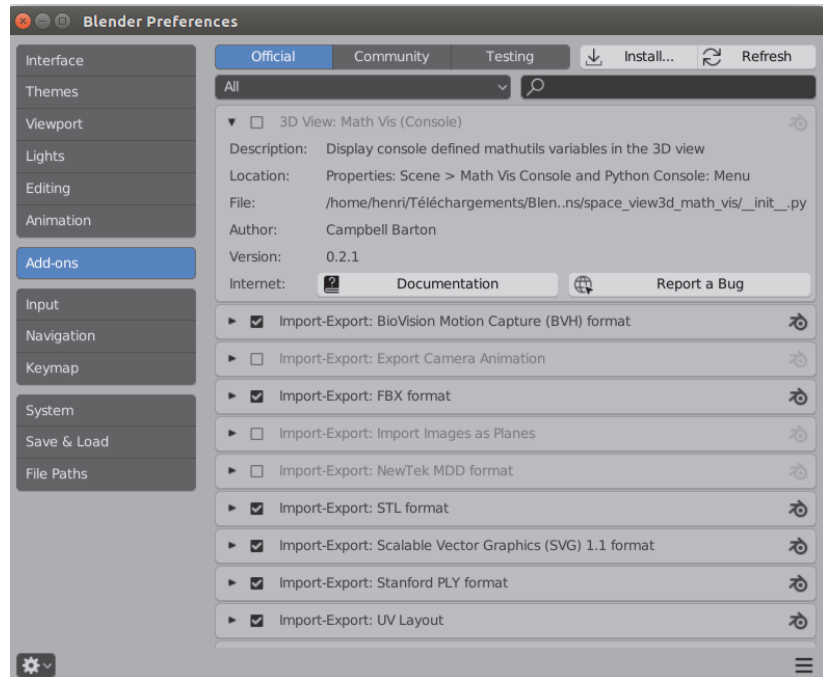 Blender Preferences
Interface
Themes
Viewport
Lights
Editing
Animation
Add-ons
Input
Navigation
Keymap
System
Save & Load
File Paths
Official Community Testing Install... Refresh
All
3D View: Math Vis (Console)
Description: Display console defined mathutils variables in the 3D view
Location: Properties: Scene > Math Vis Console and Python Console: Menu
File: /home/henri/Téléchargements/Blen..ns/space_view3d_math_vis/__init__.py
Author: Campbell Barton
Version: 0.2.1
Internet: Documentation Report a Bug
Import-Export: BioVision Motion Capture (BVH) format
Import-Export: Export Camera Animation
Import-Export: FBX format
Import-Export: Import Images as Planes
Import-Export: NewTek MDD format
Import-Export: STL format
Import-Export: Scalable Vector Graphics (SVG) 1.1 format
Import-Export: Stanford PLY format
Import-Export: UV Layout